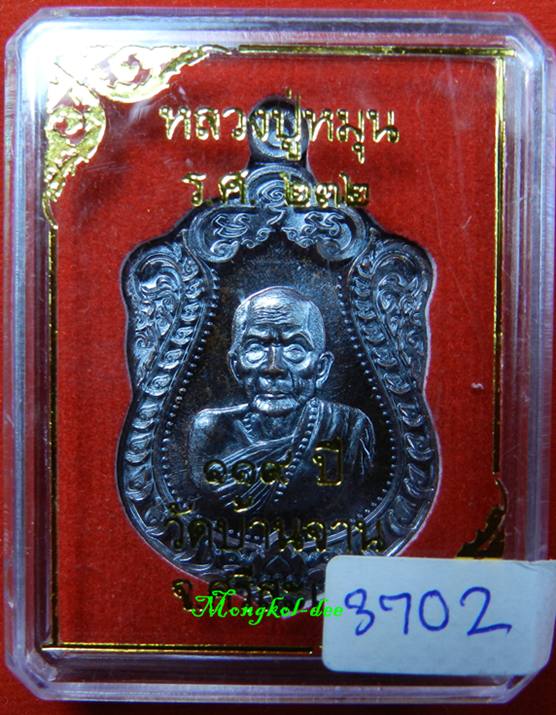 หลวงปู่หมุน
ร.ศ. ๒๓๒
๑๑๙ ปี
วัดบ้านจาน
Mongkol-dee
8702